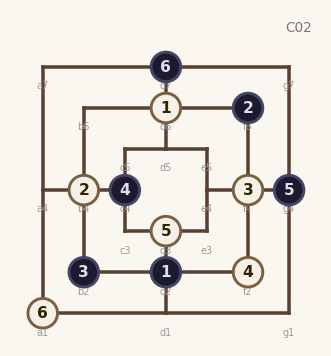 C02
6
a7 d7 g7
1 2
b6 d6 f6
c5 d5 e5
2 4 3 5
a4 b4 c4 e4 f4 g4
5
c3 d3 e3
3 1 4
b2 d2 f2
6
a1 d1 g1